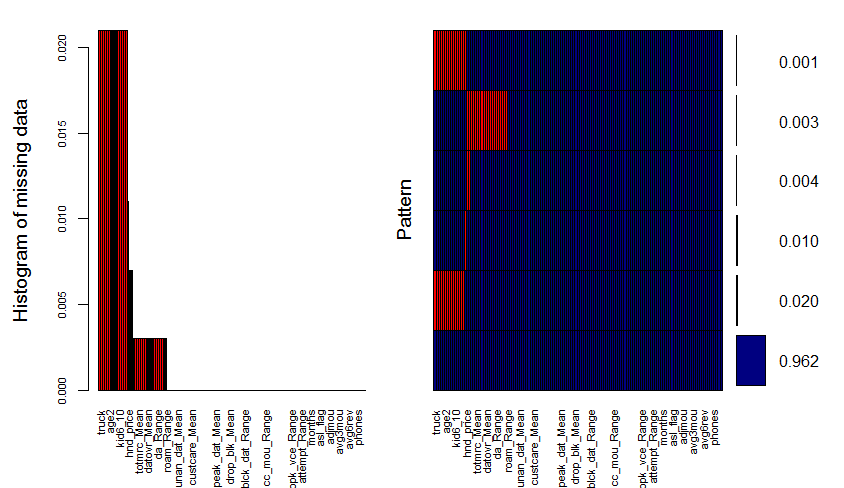 Histogram of missing data
0.020
0.015
0.010
0.005
0.000
truck
age2
kid6_10
hnd_price
totmrc_Mean
datovr_Mean
da_Range
roam_Range
unan_dat_Mean
custcare_Mean
peak_dat_Mean
drop_blk_Mean
blck_dat_Range
cc_mou_Range
opk_vce_Range
attempt_Range
months
asl_flag
adjmou
avg3mou
avg6rev
phones
Pattern
0.001
0.003
0.004
0.010
0.020
0.962
truck
age2
kid6_10
hnd_price
totmrc_Mean
datovr_Mean
da_Range
roam_Range
unan_dat_Mean
custcare_Mean
peak_dat_Mean
drop_blk_Mean
blck_dat_Range
cc_mou_Range
opk_vce_Range
attempt_Range
months
asl_flag
adjmou
avg3mou
avg6rev
phones